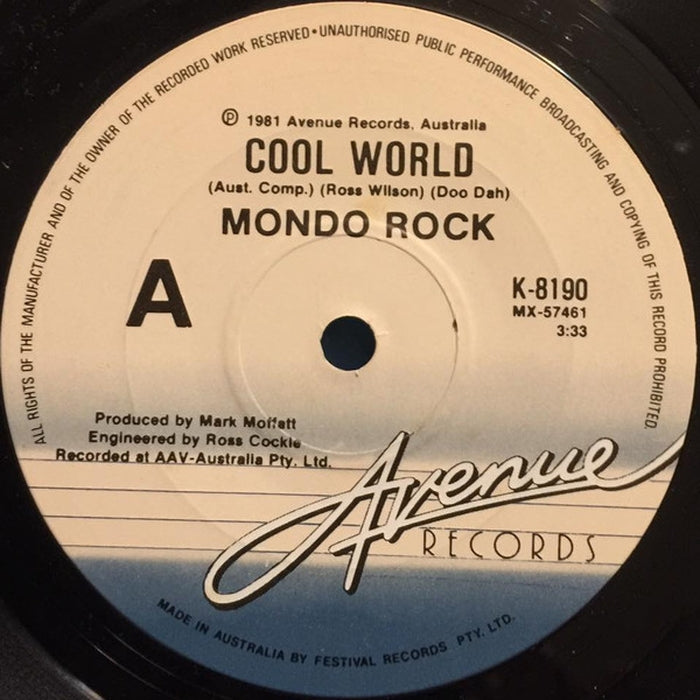 ALL RIGHTS OF THE MANUFACTURER AND OF THE OWNER OF THE RECORDED WORK RESERVED • UNAUTHORISED PUBLIC PERFORMANCE BROADCASTING AND COPYING OF THIS RECORD PROHIBITED.
℗ 1981 Avenue Records, Australia
COOL WORLD
(Aust. Comp.) (Ross Wilson) (Doo Dah)
MONDO ROCK
A
K-8190
MX-57461
3:33
Produced by Mark Moffatt
Engineered by Ross Cockle
Recorded at AAV-Australia Pty. Ltd.
Avenue
RECORDS
MADE IN AUSTRALIA BY FESTIVAL RECORDS PTY. LTD.